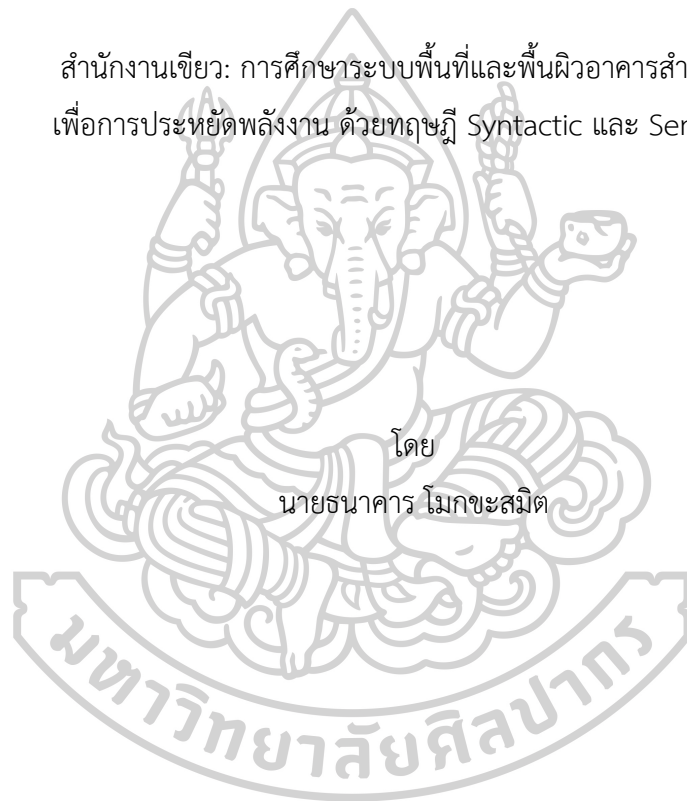 สำนักงานเขียว: การศึกษาระบบพื้นที่และพื้นผิวอาคารสำ
เพื่อการประหยัดพลังงาน ด้วยทฤษฎี Syntactic และ Ser
โดย
นายธนาคาร โมกขะสมิต
มหาวิทยาลัยศิลปากร